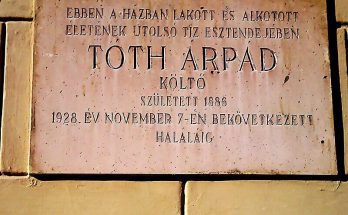 EBBEN A HÁZBAN LAKOTT ÉS ALKOTOTT
ÉLETÉNEK UTOLSÓ TÍZ ESZTENDEJÉBEN
TÓTH ÁRPÁD
KÖLTŐ
SZÜLETETT 1886
1928. ÉV NOVEMBER 7-ÉN BEKÖVETKEZETT
HALÁLÁIG